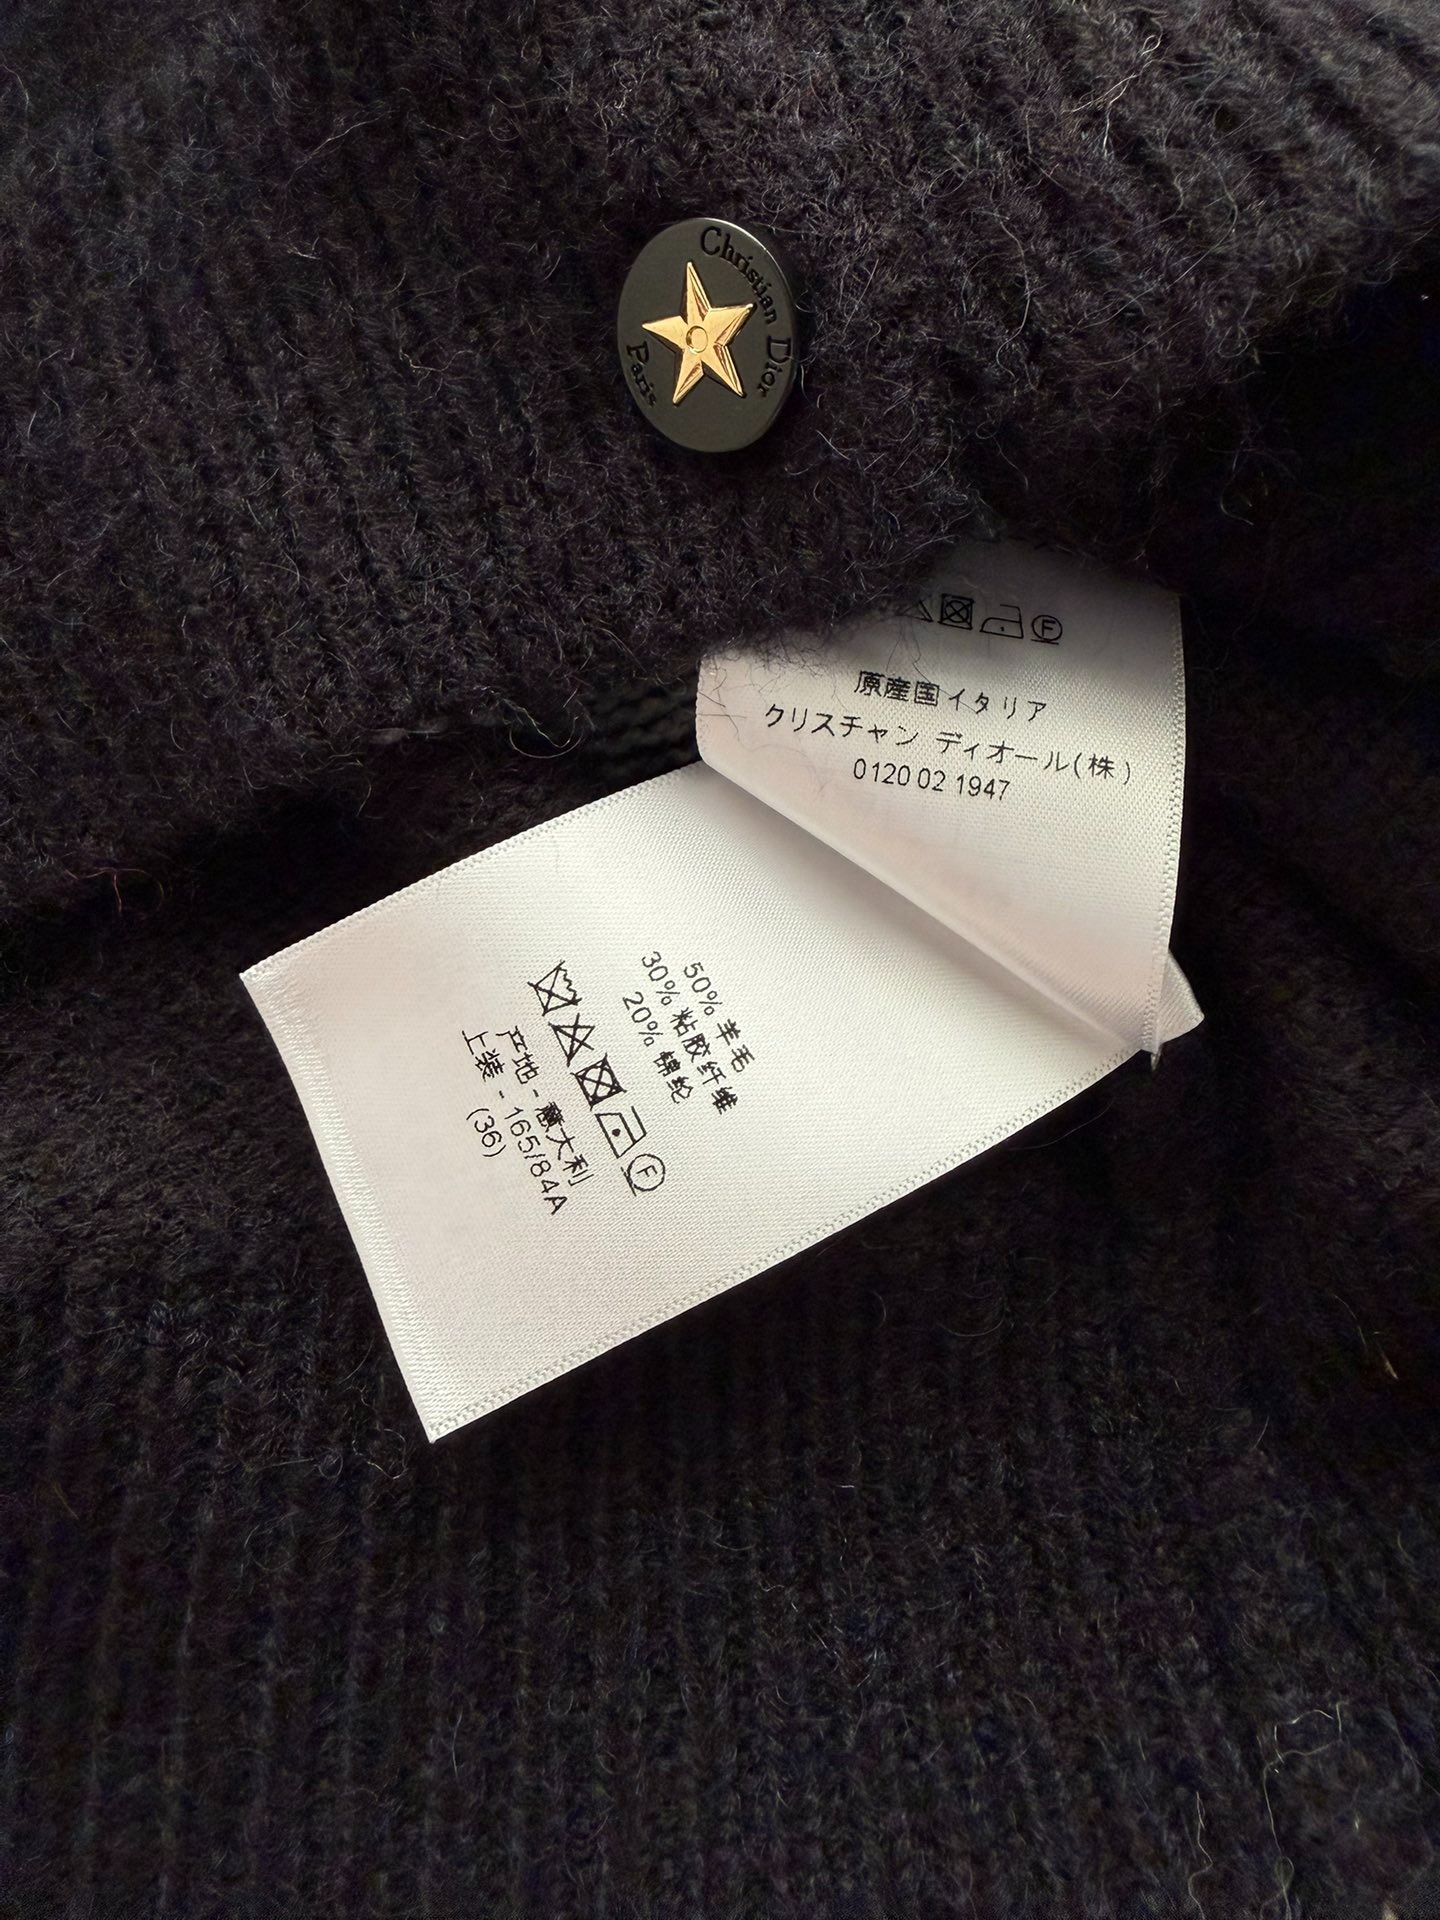 Christian Dior
Paris
F
原産国イタリア
クリスチャン ディオール(株)
0120 02 1947
50% 羊毛
30% 粘胶纤维
20% 锦纶
F
产地 - 意大利
上装 - 165/84A
(36)